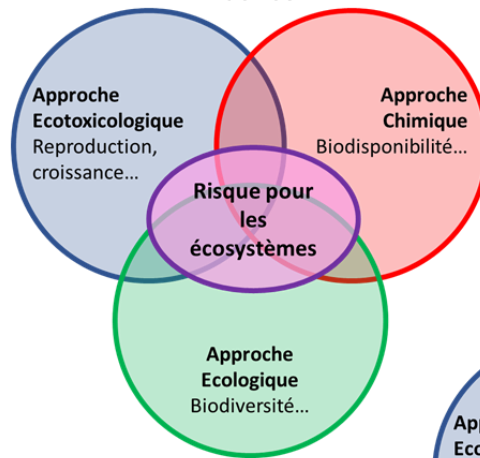 Approche
Ecotoxicologique
Reproduction,
croissance…
Approche
Chimique
Biodisponibilité…
Risque pour
les
écosystèmes
Approche
Ecologique
Biodiversité…